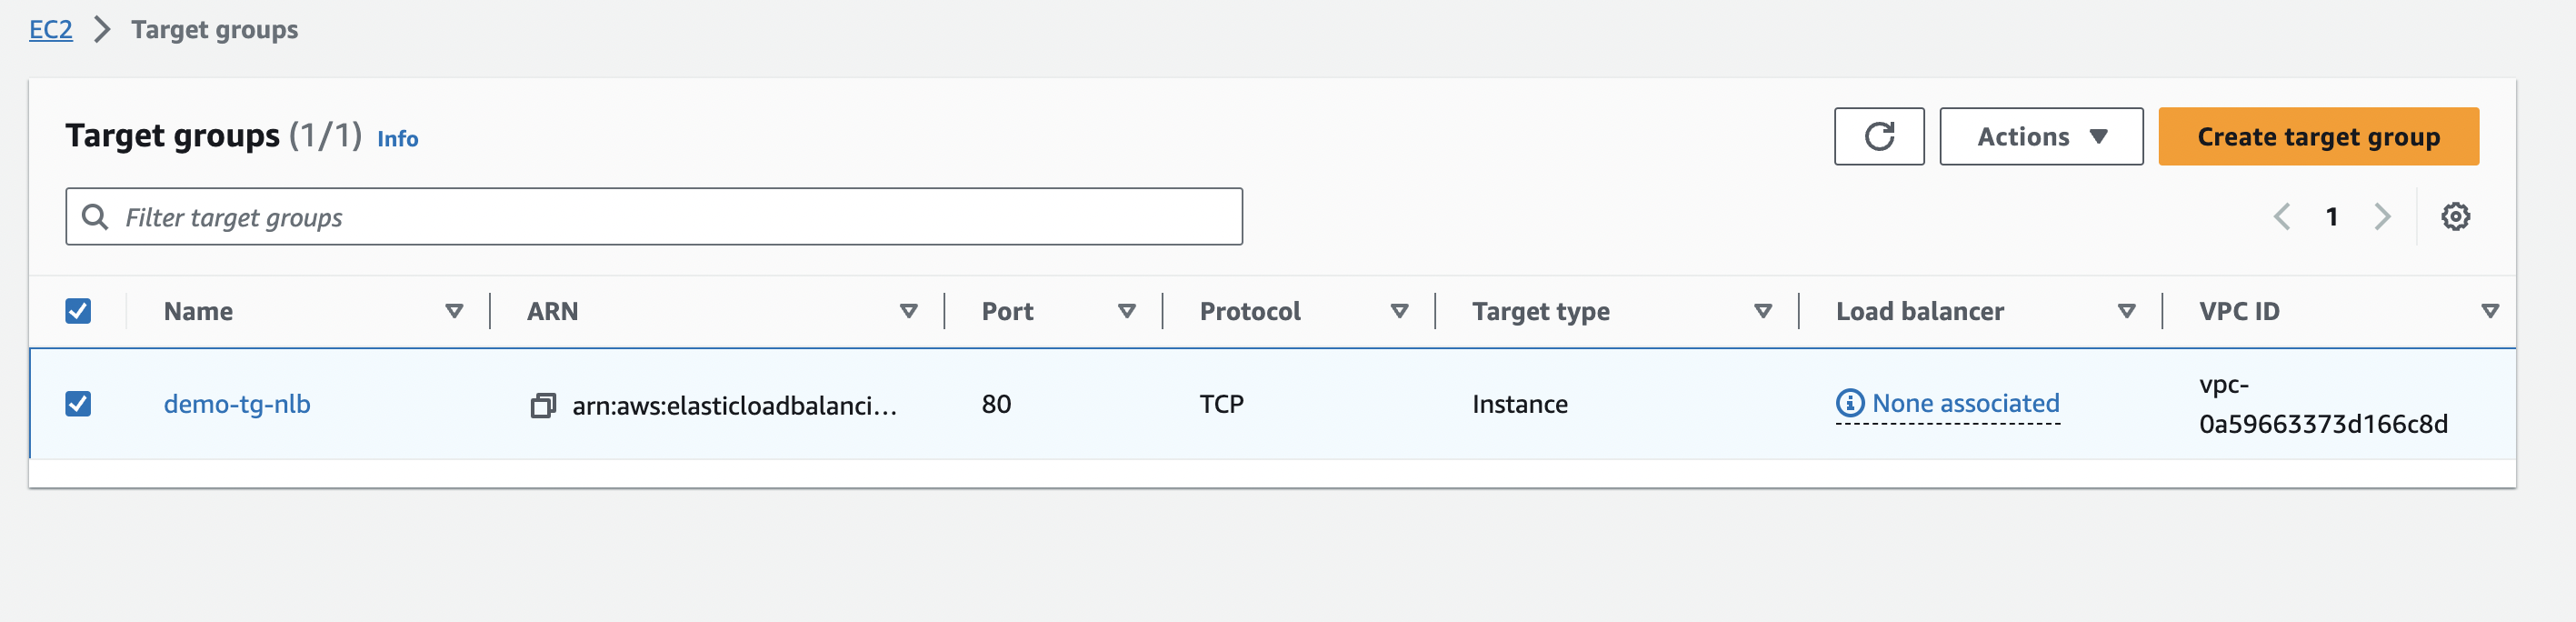 EC2 > Target groups
Target groups (1/1) Info
Actions
Create target group
Filter target groups
1
Name ARN Port Protocol Target type Load balancer VPC ID
demo-tg-nlb arn:aws:elasticloadbalanci... 80 TCP Instance None associated vpc-
0a59663373d166c8d